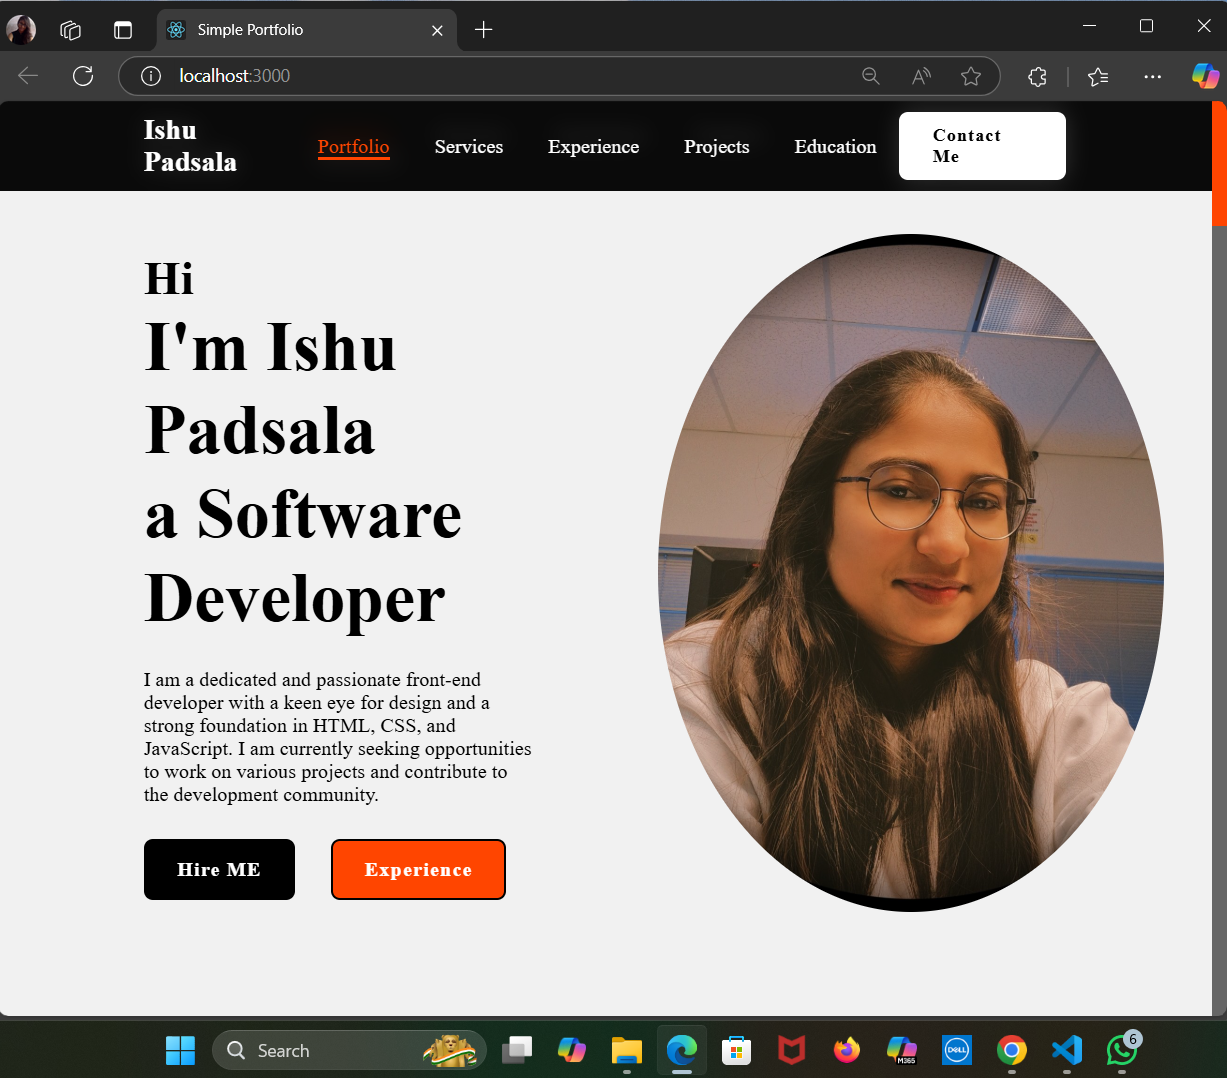 Simple Portfolio
localhost:3000
Ishu
Padsala
Portfolio
Services
Experience
Projects
Education
Contact
Me
Hi
I'm Ishu
Padsala
a Software
Developer
I am a dedicated and passionate front-end
developer with a keen eye for design and a
strong foundation in HTML, CSS, and
JavaScript. I am currently seeking opportunities
to work on various projects and contribute to
the development community.
Hire ME
Experience
Search
M365
DELL
6